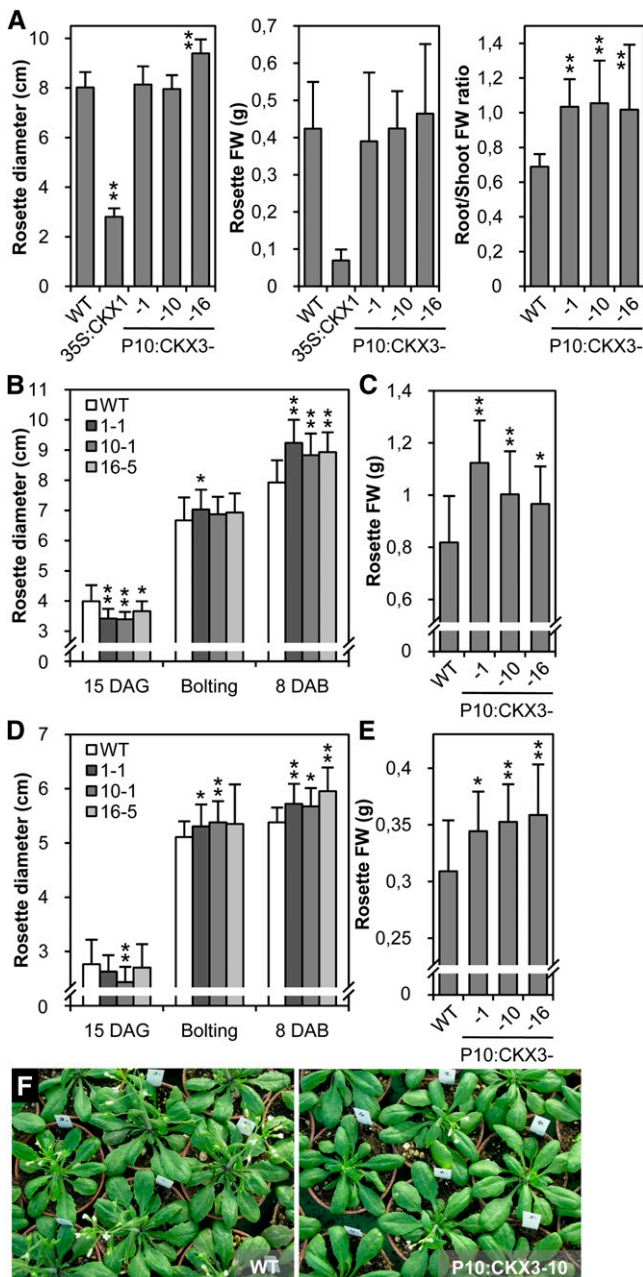 A
Rosette diameter (cm)
10
8
6
4
2
0
**
**
WT
35S:CKX1
-1
-10
-16
P10:CKX3-
Rosette FW (g)
0,7
0,6
0,5
0,4
0,3
0,2
0,1
0
WT
35S:CKX1
-1
-10
-16
P10:CKX3-
Root/Shoot FW ratio
1,4
1,2
1,0
0,8
0,6
0,4
0,2
0
**
**
**
WT
-1
-10
-16
P10:CKX3-
B
Rosette diameter (cm)
11
10
9
8
7
6
5
4
3
0
WT
1-1
10-1
16-5
**
**
*
*
**
**
**
15 DAG
Bolting
8 DAB
C
Rosette FW (g)
1,4
1,2
1
0,8
0,6
0
**
**
*
WT
-1
-10
-16
P10:CKX3-
D
Rosette diameter (cm)
7
6
5
3
0
WT
1-1
10-1
16-5
**
*
**
**
*
**
15 DAG
Bolting
8 DAB
E
Rosette FW (g)
0,4
0,35
0,3
0,25
0
*
**
**
WT
-1
-10
-16
P10:CKX3-
F
WT
P10:CKX3-10